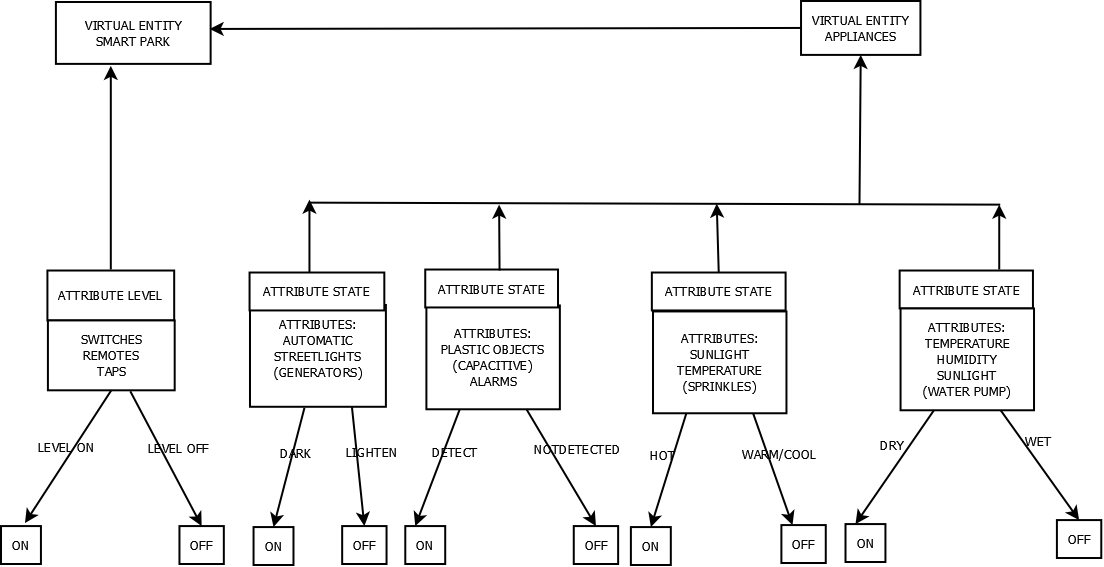 VIRTUAL ENTITY
SMART PARK
VIRTUAL ENTITY
APPLIANCES
ATTRIBUTE LEVEL
SWITCHES
REMOTES
TAPS
ATTRIBUTE STATE
ATTRIBUTES:
AUTOMATIC
STREETLIGHTS
(GENERATORS)
ATTRIBUTE STATE
ATTRIBUTES:
PLASTIC OBJECTS
(CAPACITIVE)
ALARMS
ATTRIBUTE STATE
ATTRIBUTES:
SUNLIGHT
TEMPERATURE
(SPRINKLES)
ATTRIBUTE STATE
ATTRIBUTES:
TEMPERATURE
HUMIDITY
SUNLIGHT
(WATER PUMP)
LEVEL ON
LEVEL OFF
DARK
LIGHTEN
DETECT
NOTDETECTED
HOT
WARM/COOL
DRY
WET
ON
OFF
ON
OFF
ON
OFF
ON
OFF
ON
OFF